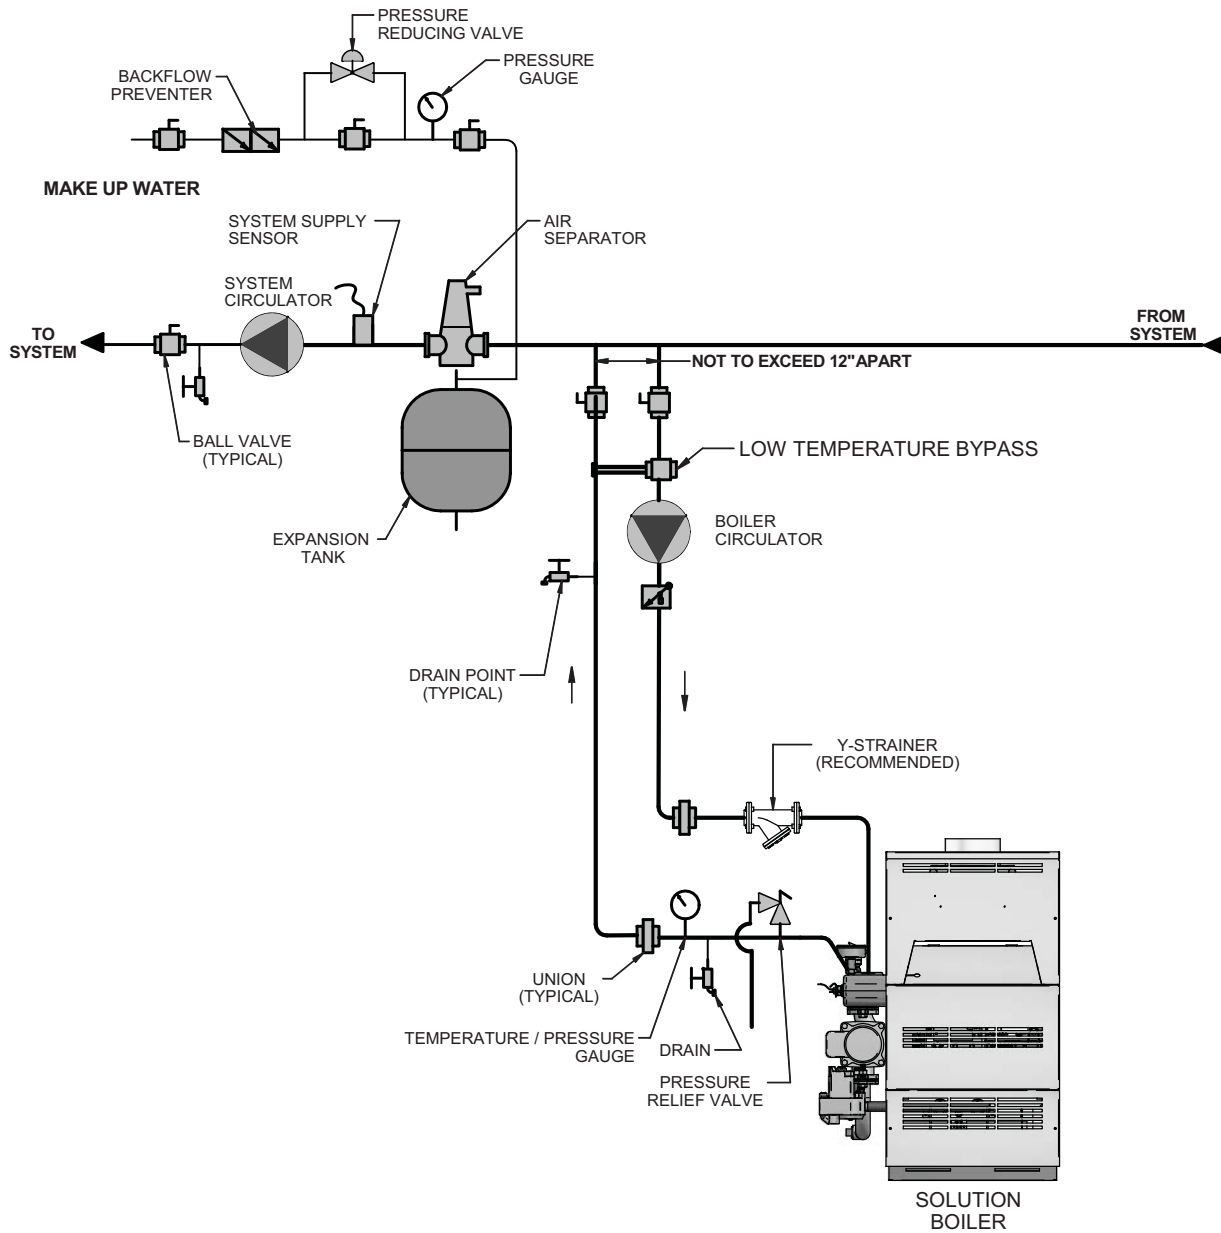 PRESSURE
REDUCING VALVE
PRESSURE
GAUGE
BACKFLOW
PREVENTER
MAKE UP WATER
SYSTEM SUPPLY
SENSOR
AIR
SEPARATOR
SYSTEM
CIRCULATOR
TO
SYSTEM
FROM
SYSTEM
NOT TO EXCEED 12"APART
BALL VALVE
(TYPICAL)
LOW TEMPERATURE BYPASS
EXPANSION
TANK
BOILER
CIRCULATOR
DRAIN POINT
(TYPICAL)
Y-STRAINER
(RECOMMENDED)
UNION
(TYPICAL)
TEMPERATURE / PRESSURE
GAUGE
DRAIN
PRESSURE
RELIEF VALVE
SOLUTION
BOILER